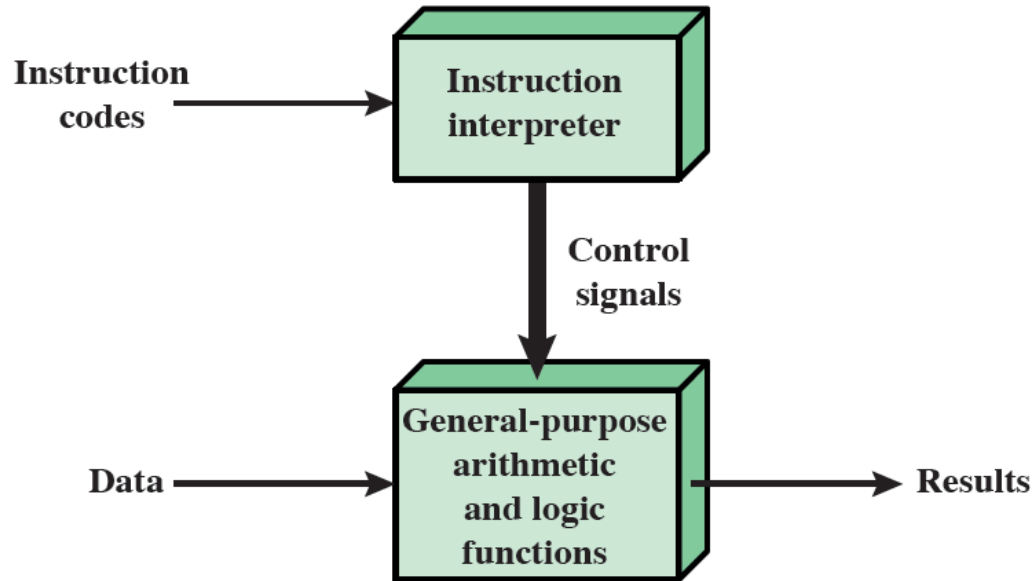 Instruction
codes
Instruction
interpreter
Control
signals
Data
General-purpose
arithmetic
and logic
functions
Results